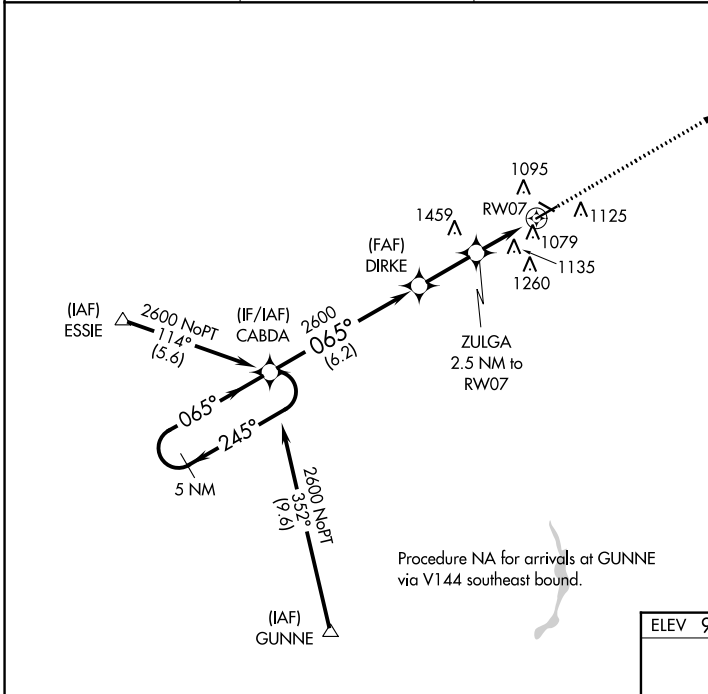 1095
RW07
1459
1125
1079
(FAF)
DIRKE
1135
1260
(IAF)
ESSIE
2600 NoPT
114°
(5.6)
(IF/IAF)
CABDA
2600
065°
(6.2)
ZULGA
2.5 NM to
RW07
065°
245°
5 NM
2600 NoPT
352°
(9.6)
Procedure NA for arrivals at GUNNE
via V144 southeast bound.
(IAF)
GUNNE
ELEV 9